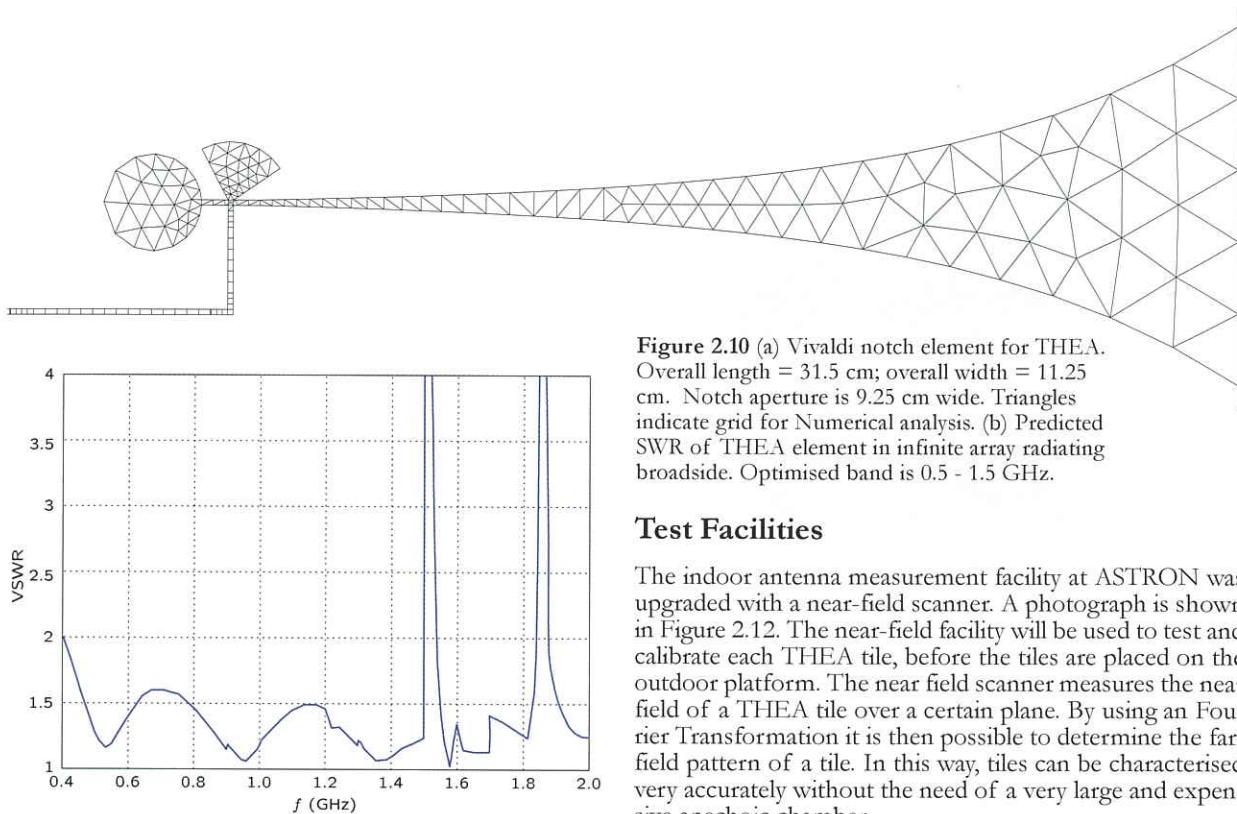 Figure 2.10 (a) Vivaldi notch element for THEA.
Overall length = 31.5 cm; overall width = 11.25
cm. Notch aperture is 9.25 cm wide. Triangles
indicate grid for Numerical analysis. (b) Predicted
SWR of THEA element in infinite array radiating
broadside. Optimised band is 0.5 - 1.5 GHz.
4
3.5
3
2.5
2
1.5
1
VSWR
0.4 0.6 0.8 1.0 1.2 1.4 1.6 1.8 2.0
f (GHz)
Test Facilities
The indoor antenna measurement facility at ASTRON was
upgraded with a near-field scanner. A photograph is shown
in Figure 2.12. The near-field facility will be used to test and
calibrate each THEA tile, before the tiles are placed on the
outdoor platform. The near field scanner measures the near
field of a THEA tile over a certain plane. By using an Fou
rier Transformation it is then possible to determine the far
field pattern of a tile. In this way, tiles can be characterised
very accurately without the need of a very large and expen